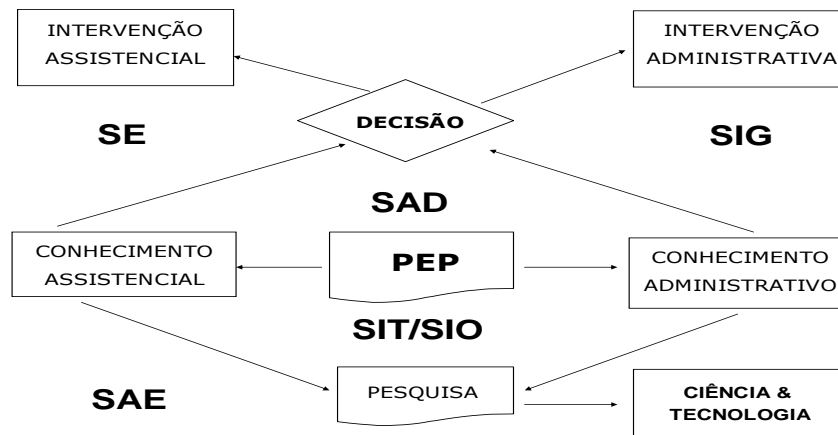 INTERVENÇÃO
ASSISTENCIAL
INTERVENÇÃO
ADMINISTRATIVA
DECISÃO
SE
SIG
SAD
CONHECIMENTO
ASSISTENCIAL
PEP
CONHECIMENTO
ADMINISTRATIVO
SIT/SIO
SAE
PESQUISA
CIÊNCIA &
TECNOLOGIA